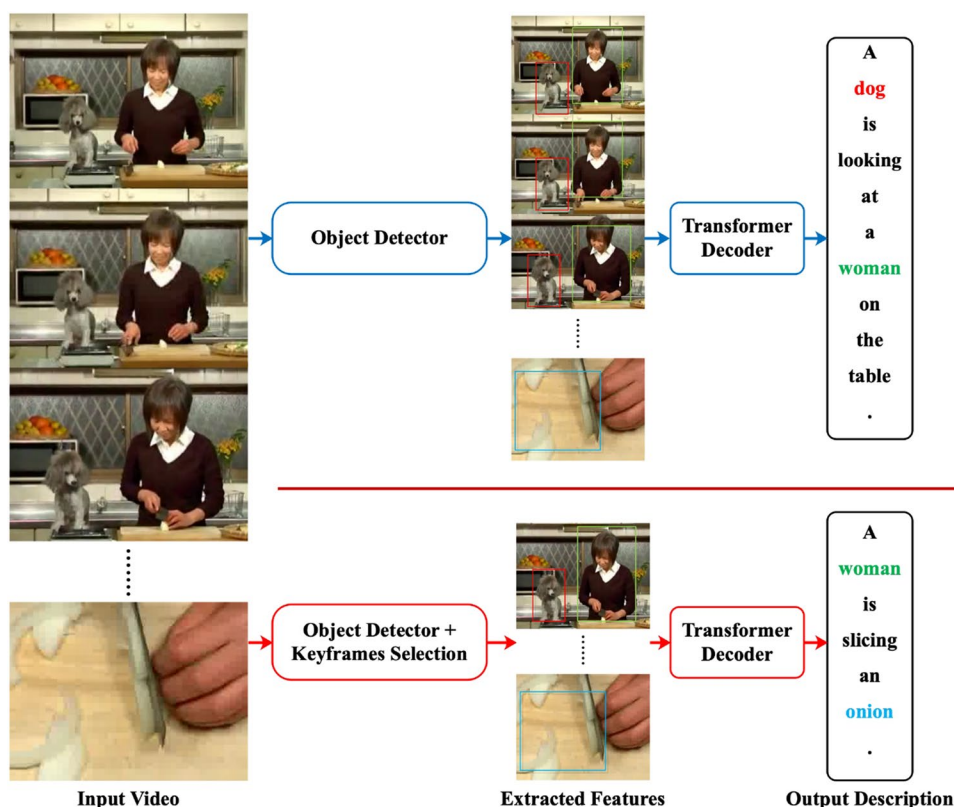 Object Detector
Transformer
Decoder
A
dog
is
looking
at
a
woman
on
the
table
.
Object Detector +
Keyframes Selection
Transformer
Decoder
A
woman
is
slicing
an
onion
.
Input Video
Extracted Features
Output Description